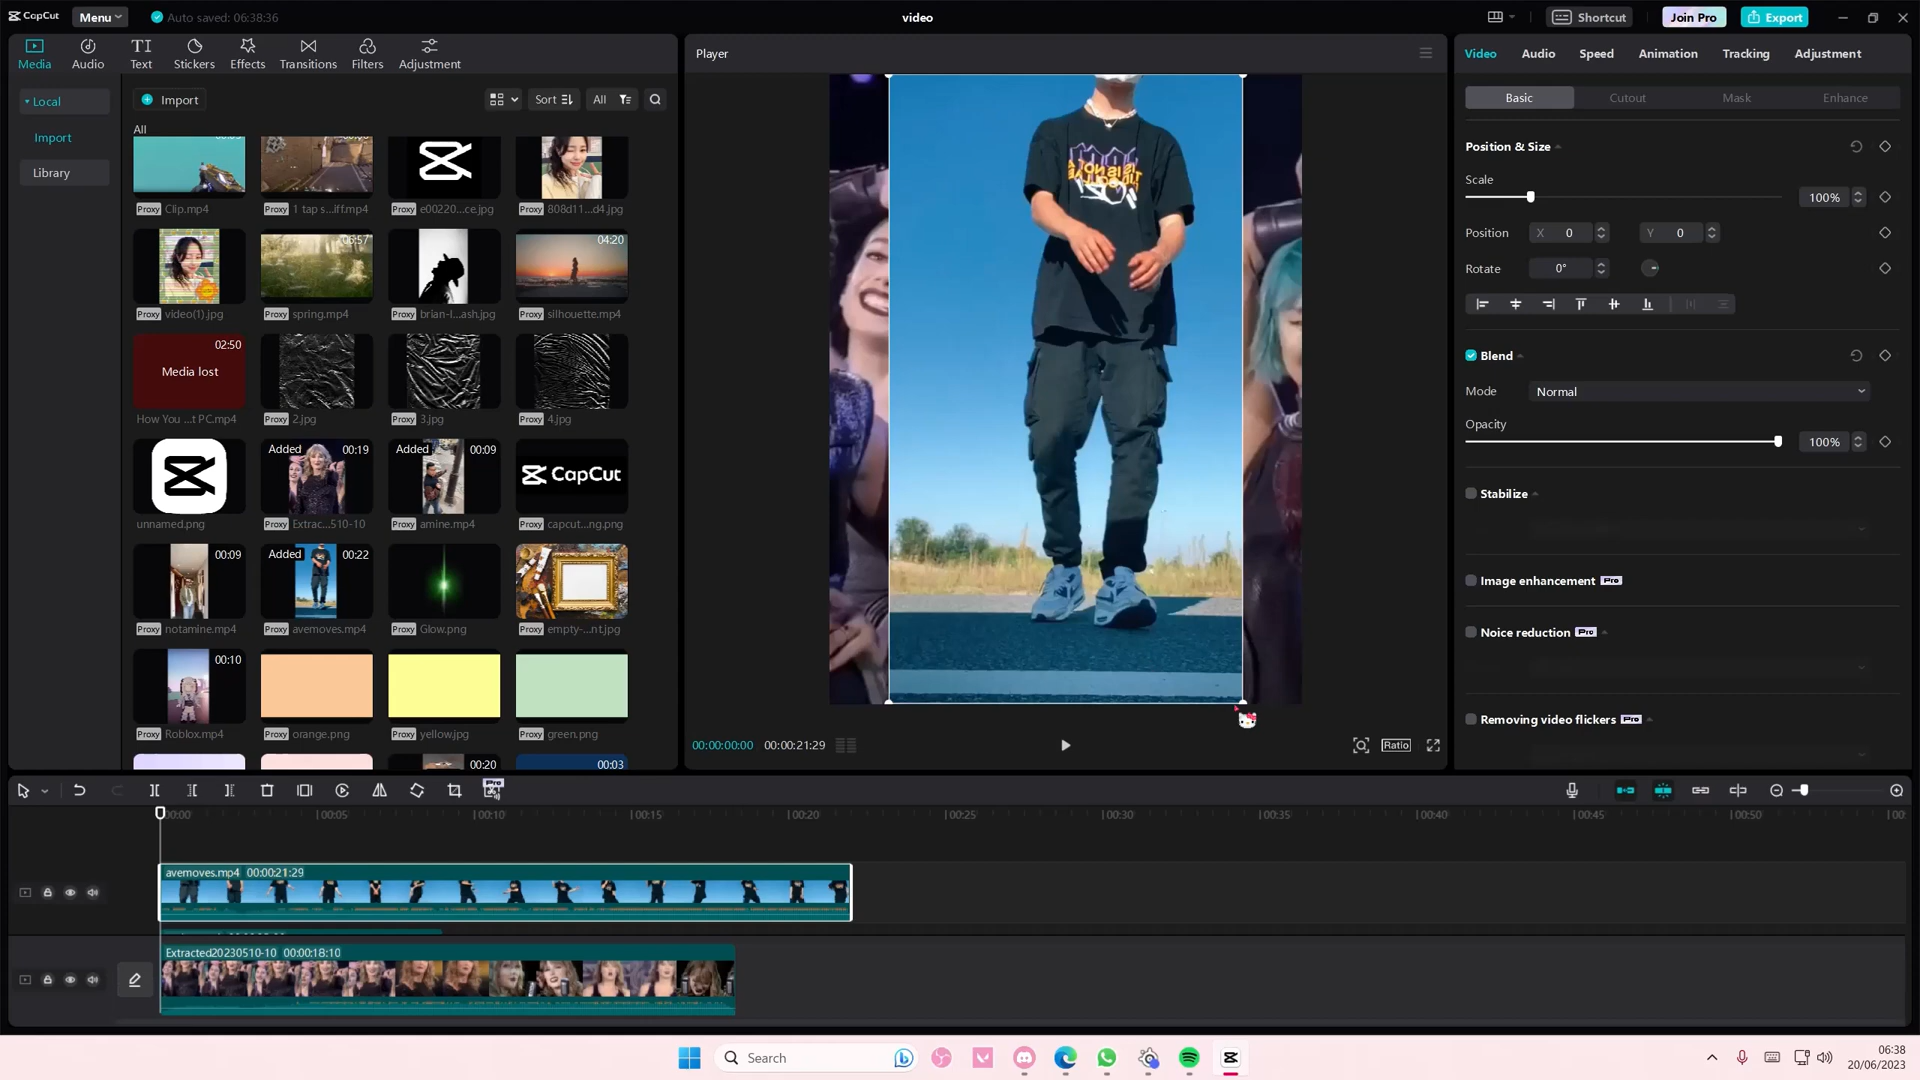 CapCut
Menu
Auto saved: 06:38:36
video
Shortcut
Join Pro
Export
Media
Audio
Text
Stickers
Effects
Transitions
Filters
Adjustment
Player
Video
Audio
Speed
Animation
Tracking
Adjustment
Local
Import
Library
Import
Sort
All
All
Proxy Clip.mp4
Proxy 1 tap s...iff.mp4
Proxy e00220...ce.jpg
Proxy 808d11...d4.jpg
Proxy video(1).jpg
06:57
Proxy spring.mp4
Proxy brian-l...ash.jpg
04:20
Proxy silhouette.mp4
02:50
Media lost
How You ...t PC.mp4
Proxy 2.jpg
Proxy 3.jpg
Proxy 4.jpg
unnamed.png
Added 00:19
Proxy Extrac...510-10
Added 00:09
Proxy amine.mp4
CapCut
Proxy capcut...ng.png
00:09
Proxy notamine.mp4
Added 00:22
Proxy avemoves.mp4
Proxy Glow.png
Proxy empty-...nt.jpg
00:10
Proxy Roblox.mp4
Proxy orange.png
Proxy yellow.jpg
Proxy green.png
00:20
00:03
00:00:00:00
00:00:21:29
Ratio
Basic
Cutout
Mask
Enhance
Position & Size
Scale
100%
Position
X 0
Y 0
Rotate
0°
Blend
Mode
Normal
Opacity
100%
Stabilize
Image enhancement Pro
Noice reduction Pro
Removing video flickers Pro
Pro
00:00
00:05
00:10
00:15
00:20
00:25
00:30
00:35
00:40
00:45
00:50
avemoves.mp4 00:00:21:29
Extracted20230510-10 00:00:18:10
Search
06:38
20/06/2023